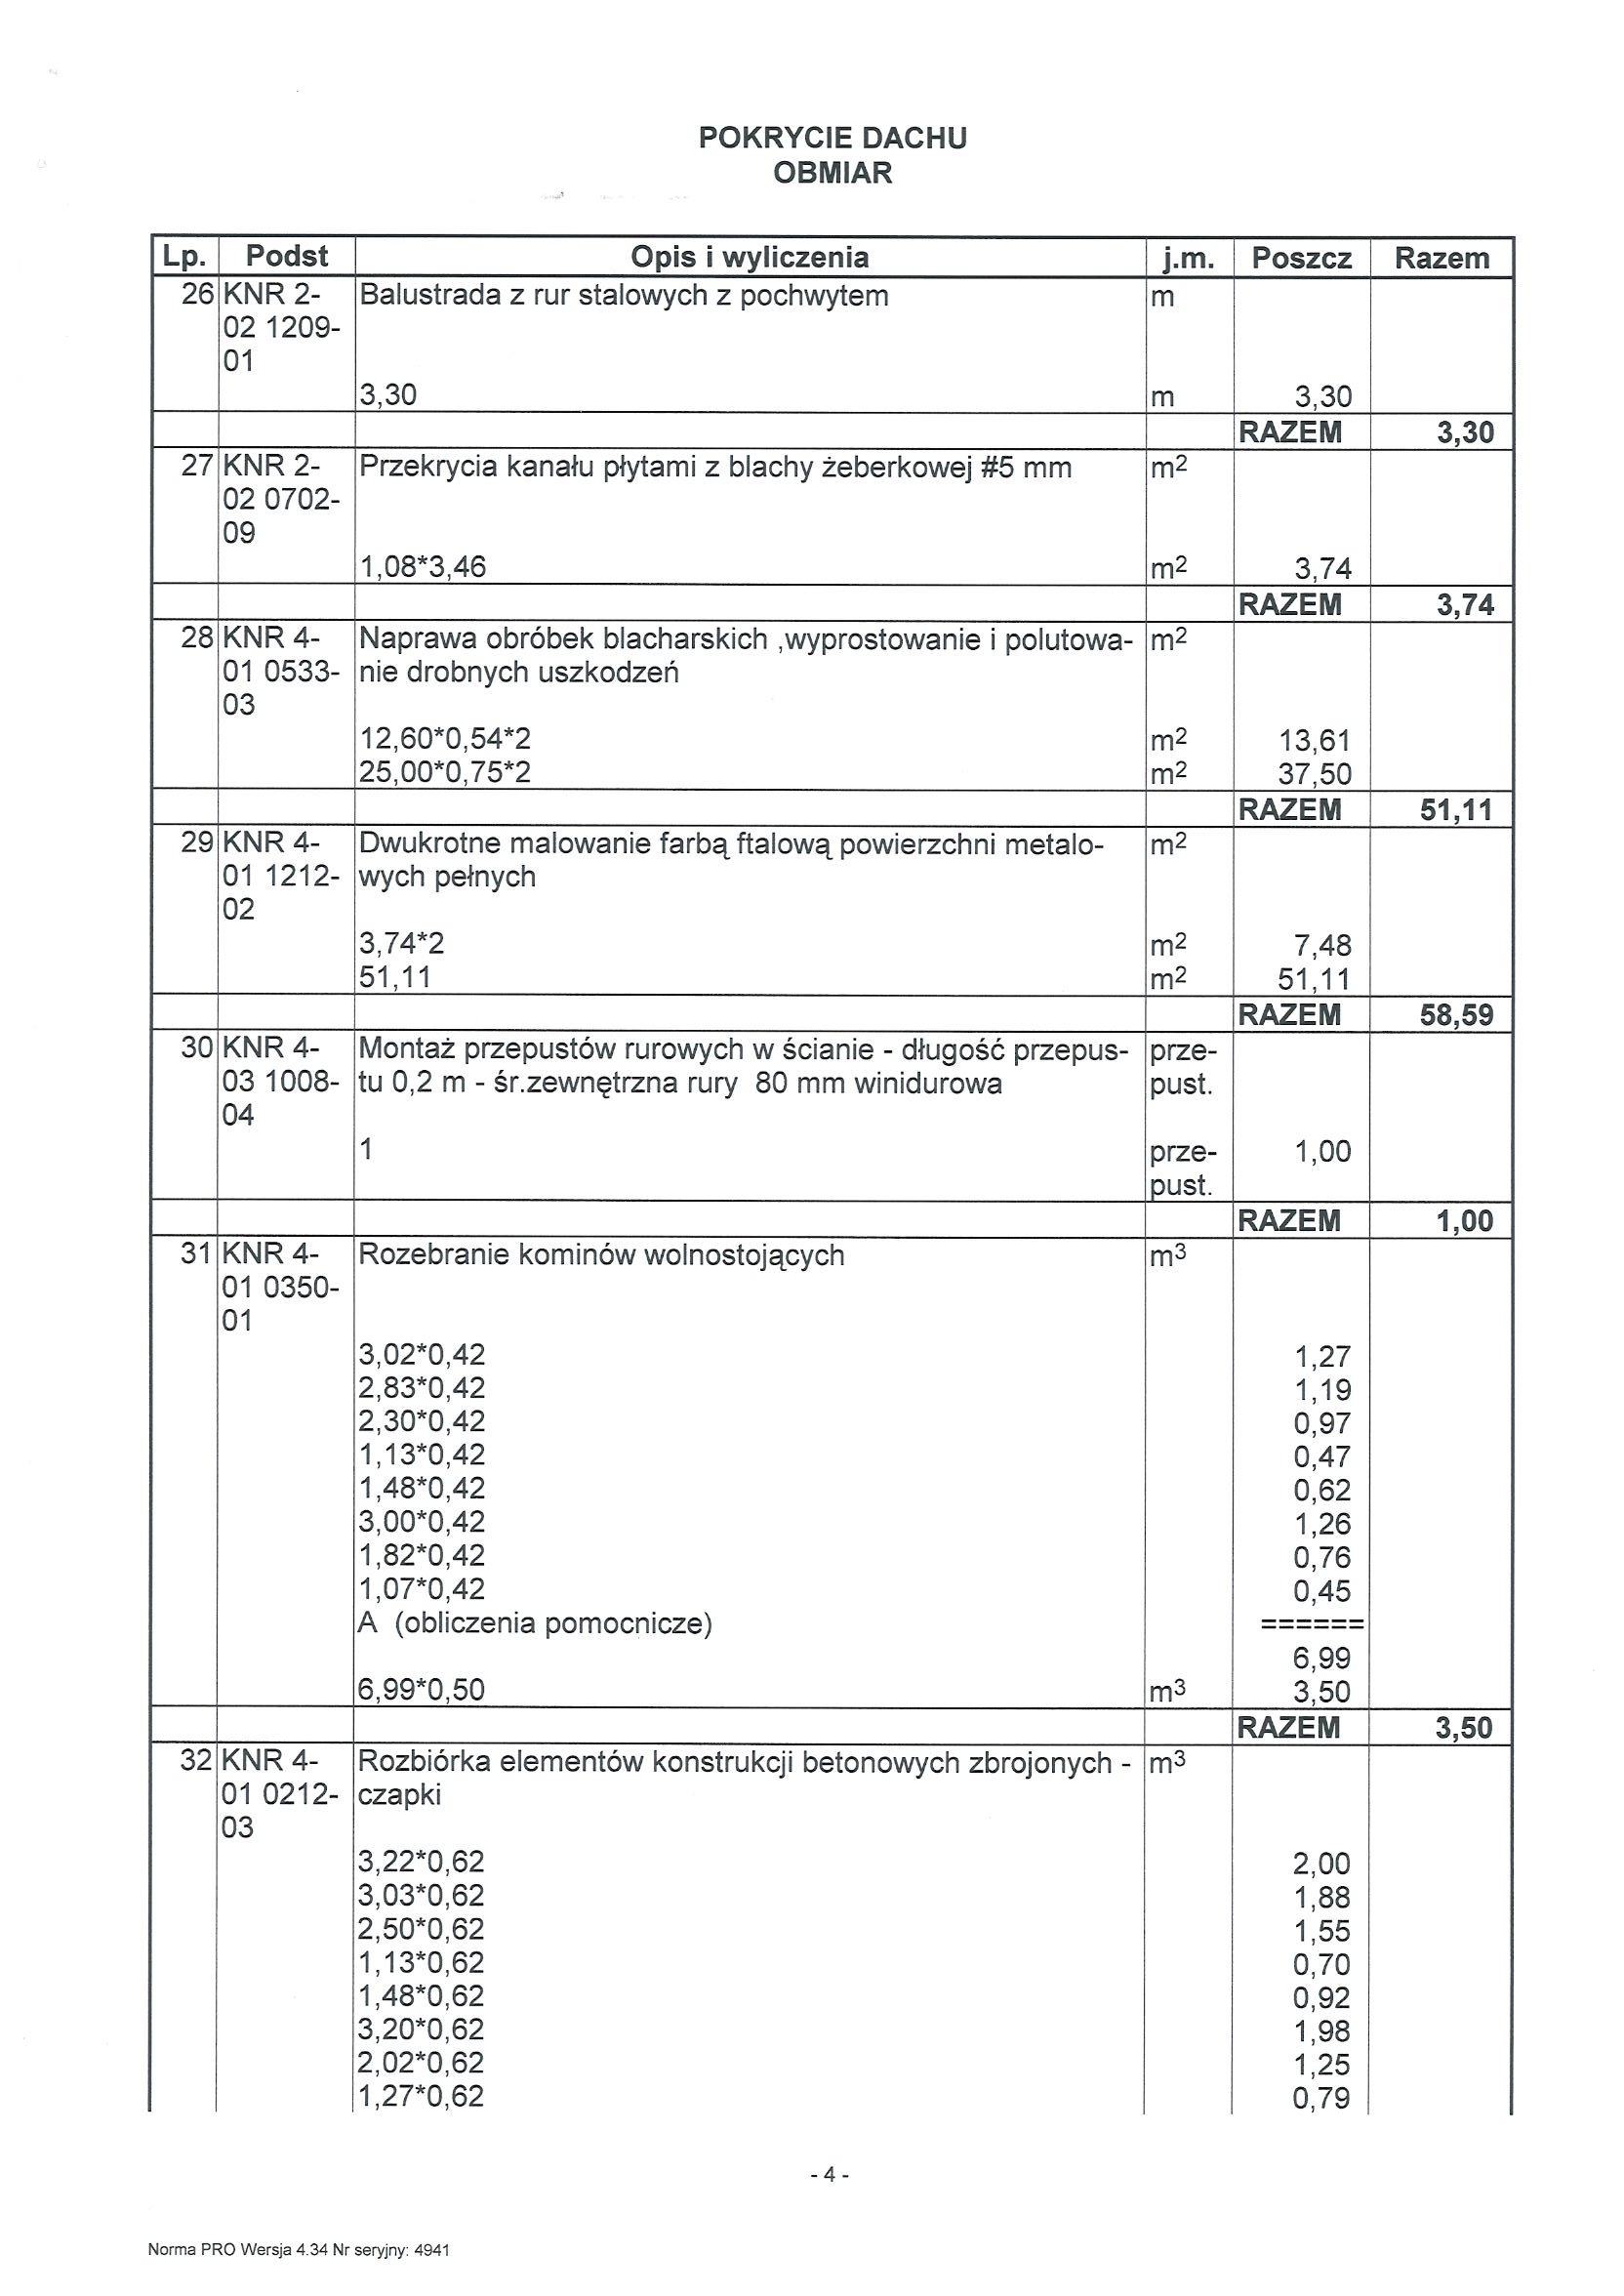 POKRYCIE DACHU
OBMIAR
Lp. Podst Opis i wyliczenia j.m. Poszcz Razem
26 KNR 2- Balustrada z rur stalowych z pochwytem m
02 1209-
01
3,30 m 3,30
RAZEM 3,30
27 KNR 2- Przekrycia kanału płytami z blachy żeberkowej #5 mm m2
02 0702-
09
1,08*3,46 m2 3,74
RAZEM 3,74
28 KNR 4- Naprawa obróbek blacharskich ,wyprostowanie i polutowa- m2
01 0533- nie drobnych uszkodzeń
03
12,60*0,54*2 m2 13,61
25,00*0,75*2 m2 37,50
RAZEM 51,11
29 KNR 4- Dwukrotne malowanie farbą ftalową powierzchni metalo- m2
01 1212- wych pełnych
02
3,74*2 m2 7,48
51,11 m2 51,11
RAZEM 58,59
30 KNR 4- Montaż przepustów rurowych w ścianie - długość przepus- prze-
03 1008- tu 0,2 m - śr.zewnętrzna rury 80 mm winidurowa pust.
04
1 prze- 1,00
pust.
RAZEM 1,00
31 KNR 4- Rozebranie kominów wolnostojących m3
01 0350-
01
3,02*0,42 1,27
2,83*0,42 1,19
2,30*0,42 0,97
1,13*0,42 0,47
1,48*0,42 0,62
3,00*0,42 1,26
1,82*0,42 0,76
1,07*0,42 0,45
A (obliczenia pomocnicze) ======
6,99
6,99*0,50 m3 3,50
RAZEM 3,50
32 KNR 4- Rozbiórka elementów konstrukcji betonowych zbrojonych - m3
01 0212- czapki
03
3,22*0,62 2,00
3,03*0,62 1,88
2,50*0,62 1,55
1,13*0,62 0,70
1,48*0,62 0,92
3,20*0,62 1,98
2,02*0,62 1,25
1,27*0,62 0,79
- 4 -
Norma PRO Wersja 4.34 Nr seryjny: 4941